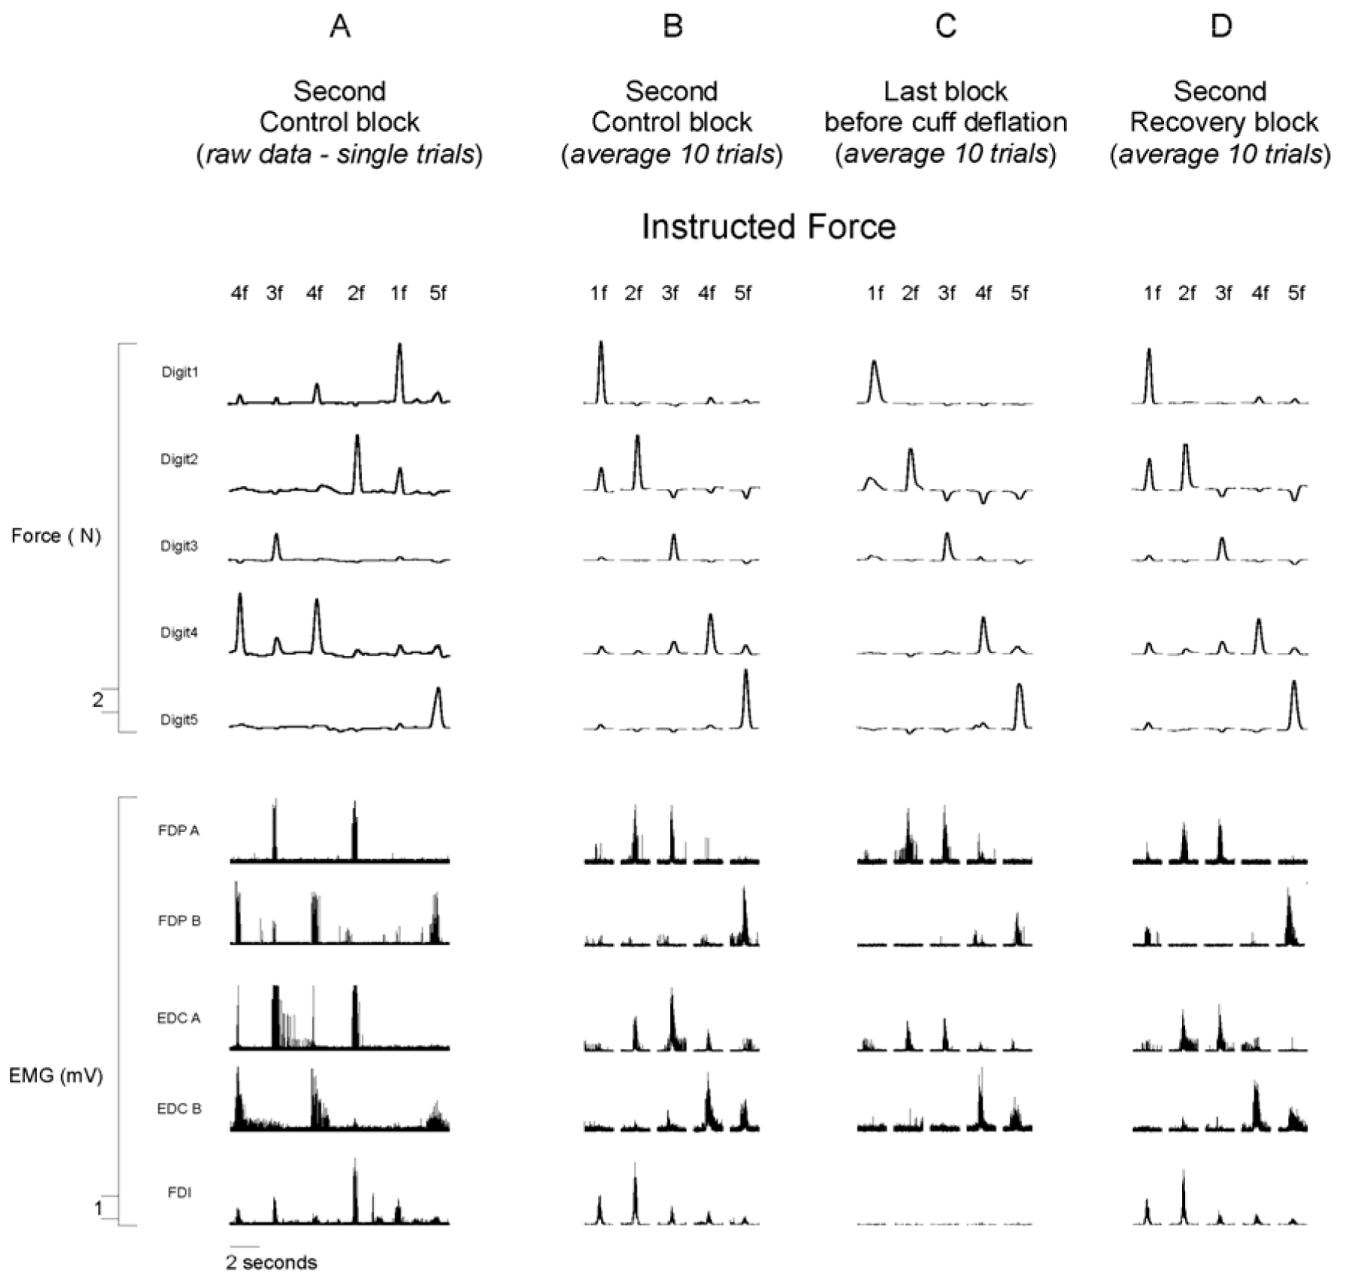 A B C D
Second Second Last block Second
Control block Control block before cuff deflation Recovery block
(raw data - single trials) (average 10 trials) (average 10 trials) (average 10 trials)
Instructed Force
4f 3f 4f 2f 1f 5f 1f 2f 3f 4f 5f 1f 2f 3f 4f 5f 1f 2f 3f 4f 5f
Digit1
Digit2
Force ( N)
Digit3
Digit4
2
Digit5
FDP A
FDP B
EDC A
EMG (mV)
EDC B
FDI
1
2 seconds